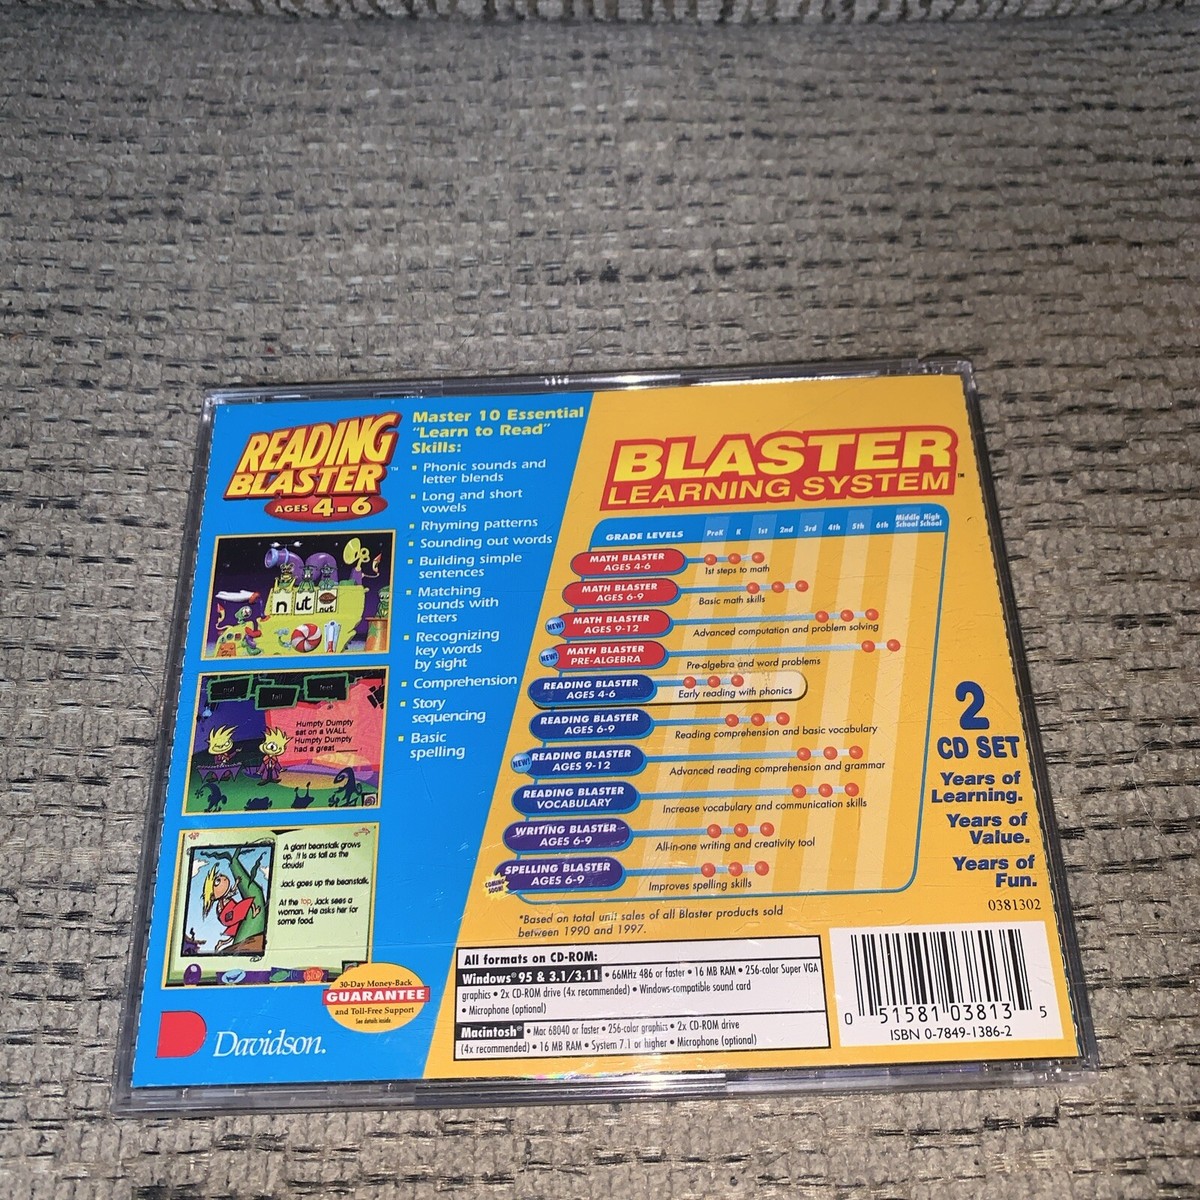 READING
BLASTER™
AGES 4-6
Master 10 Essential
"Learn to Read"
Skills:
Phonic sounds and
letter blends
Long and short
vowels
Rhyming patterns
Sounding out words
Building simple
sentences
Matching
sounds with
letters
Recognizing
key words
by sight
Comprehension
Story
sequencing
Basic
spelling
nut
nut
Humpty Dumpty
sat on a WALL
Humpty Dumpty
had a great
A giant beanstalk grows
up. It is as tall as the
clouds!
Jack goes up the beanstalk.
At the top, Jack sees a
woman. He asks her for
some food.
30-Day Money-Back
GUARANTEE
and Toll-Free Support
See details inside.
Davidson.
BLASTER
LEARNING SYSTEM™
GRADE LEVELS PreK K 1st 2nd 3rd 4th 5th 6th Middle School High School
MATH BLASTER
AGES 4-6
1st steps to math
MATH BLASTER
AGES 6-9
Basic math skills
NEW!
MATH BLASTER
AGES 9-12
Advanced computation and problem solving
NEW!
MATH BLASTER
PRE-ALGEBRA
Pre-algebra and word problems
READING BLASTER
AGES 4-6
Early reading with phonics
READING BLASTER
AGES 6-9
Reading comprehension and basic vocabulary
NEW!
READING BLASTER
AGES 9-12
Advanced reading comprehension and grammar
READING BLASTER
VOCABULARY
Increase vocabulary and communication skills
WRITING BLASTER
AGES 6-9
All-in-one writing and creativity tool
COMING SOON!
SPELLING BLASTER
AGES 6-9
Improves spelling skills
*Based on total unit sales of all Blaster products sold
between 1990 and 1997.
2
CD SET
Years of
Learning.
Years of
Value.
Years of
Fun.
0381302
All formats on CD-ROM:
Windows® 95 & 3.1/3.11 • 66MHz 486 or faster • 16 MB RAM • 256-color Super VGA
graphics • 2x CD-ROM drive (4x recommended) • Windows-compatible sound card
• Microphone (optional)
Macintosh® • Mac 68040 or faster • 256-color graphics • 2x CD-ROM drive
(4x recommended) • 16 MB RAM • System 7.1 or higher • Microphone (optional)
0 51581 03813 5
ISBN 0-7849-1386-2